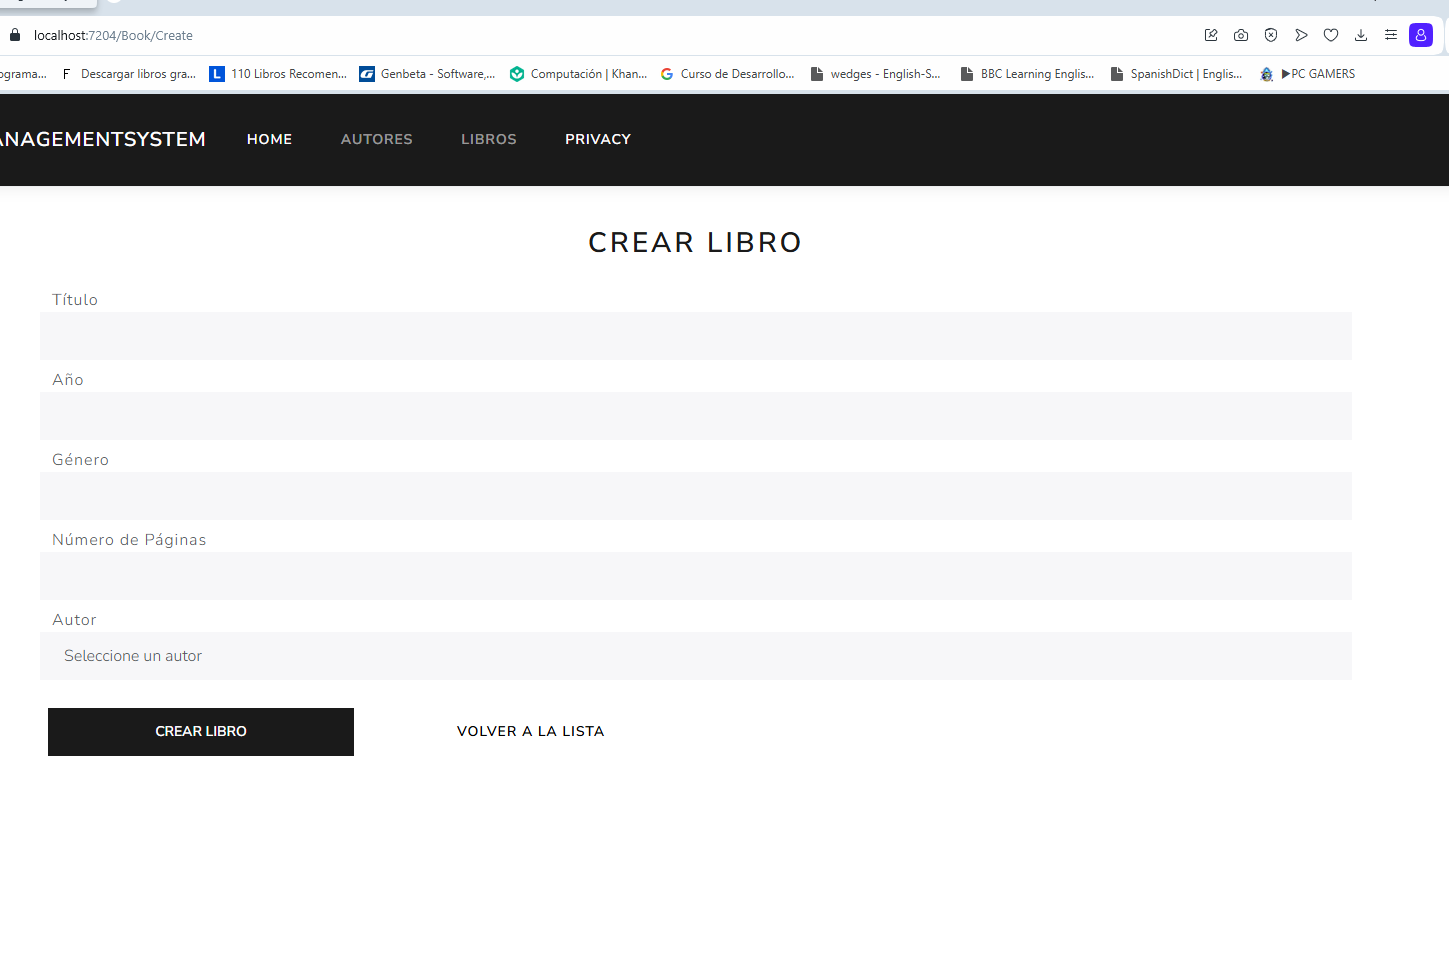 localhost:7204/Book/Create
ograma... F Descargar libros gra... L 110 Libros Recomen... G Genbeta - Software,... Computación | Khan... G Curso de Desarrollo... wedges - English-S... BBC Learning Englis... SpanishDict | Englis... ▶PC GAMERS
ANAGEMENTSYSTEM HOME AUTORES LIBROS PRIVACY
CREAR LIBRO
Título
Año
Género
Número de Páginas
Autor
Seleccione un autor
CREAR LIBRO VOLVER A LA LISTA